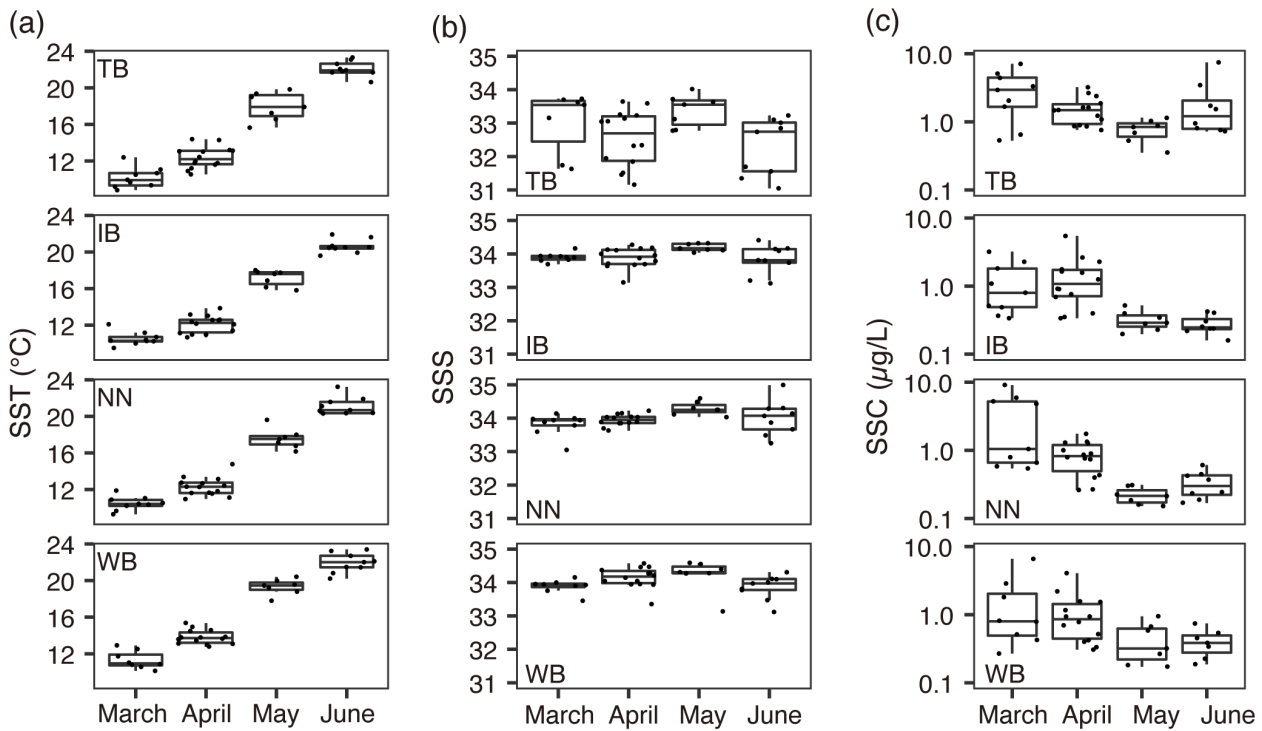 (a)
(b)
(c)
SST (°C)
24
20
16
12
TB
24
20
16
12
IB
24
20
16
12
NN
24
20
16
12
WB
March April May June
SSS
35
34
33
32
31
TB
35
34
33
32
31
IB
35
34
33
32
31
NN
35
34
33
32
31
WB
March April May June
SSC (µg/L)
10.0
1.0
0.1
TB
10.0
1.0
0.1
IB
10.0
1.0
0.1
NN
10.0
1.0
0.1
WB
March April May June